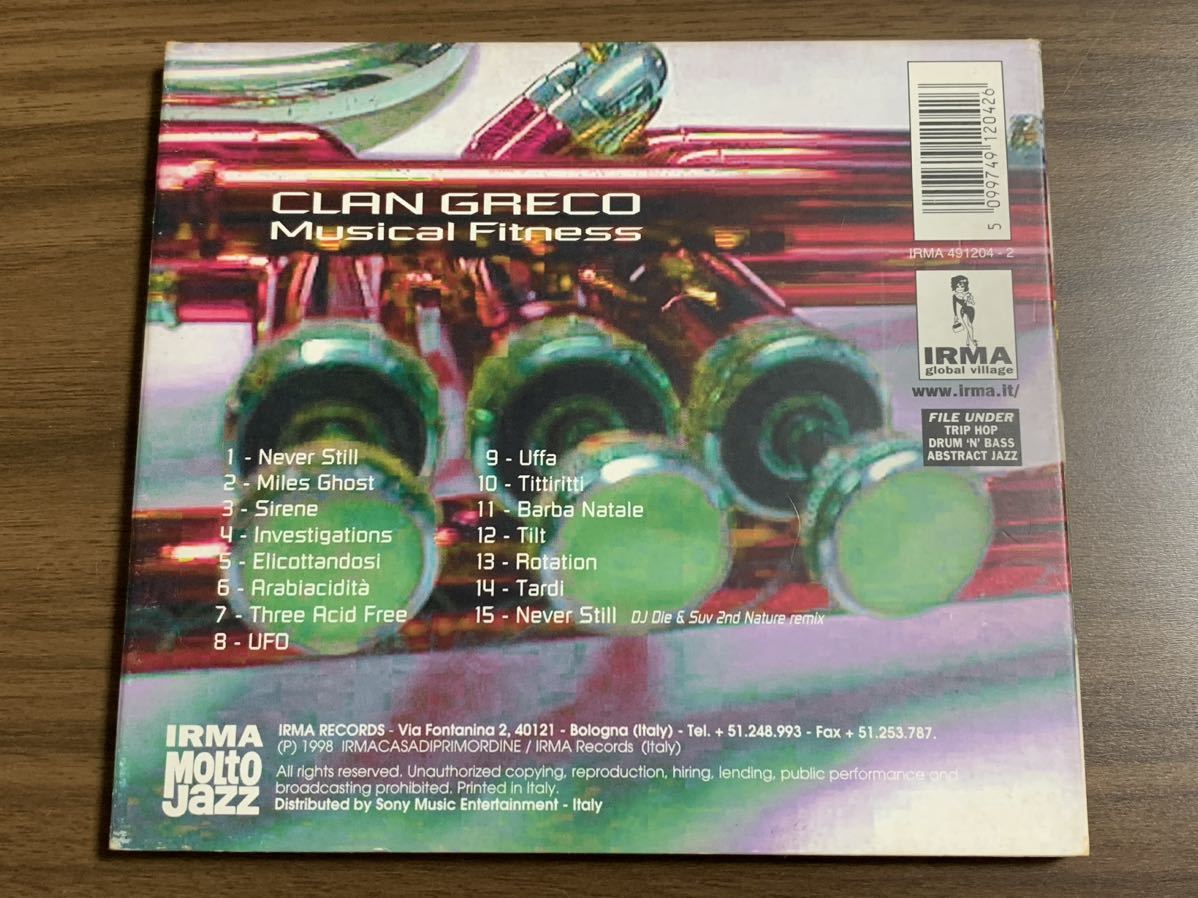 CLAN GRECO
Musical Fitness
5 099749 120426
IRMA 491204 - 2
IRMA
global village
www.irma.it/
FILE UNDER
TRIP HOP
DRUM 'N' BASS
ABSTRACT JAZZ
1 - Never Still
2 - Miles Ghost
3 - Sirene
4 - Investigations
5 - Elicottandosi
6 - Arabiacidità
7 - Three Acid Free
8 - UFO
9 - Uffa
10 - Tittiritti
11 - Barba Natale
12 - Tilt
13 - Rotation
14 - Tardi
15 - Never Still DJ Die & Suv 2nd Nature remix
IRMA
MOLTO
JAZZ
IRMA RECORDS - Via Fontanina 2, 40121 - Bologna (Italy) - Tel. + 51.248.993 - Fax + 51.253.787.
(P) 1998 IRMACASADIPRIMORDINE / IRMA Records (Italy)
All rights reserved. Unauthorized copying, reproduction, hiring, lending, public performance and
broadcasting prohibited. Printed in Italy.
Distributed by Sony Music Entertainment - Italy